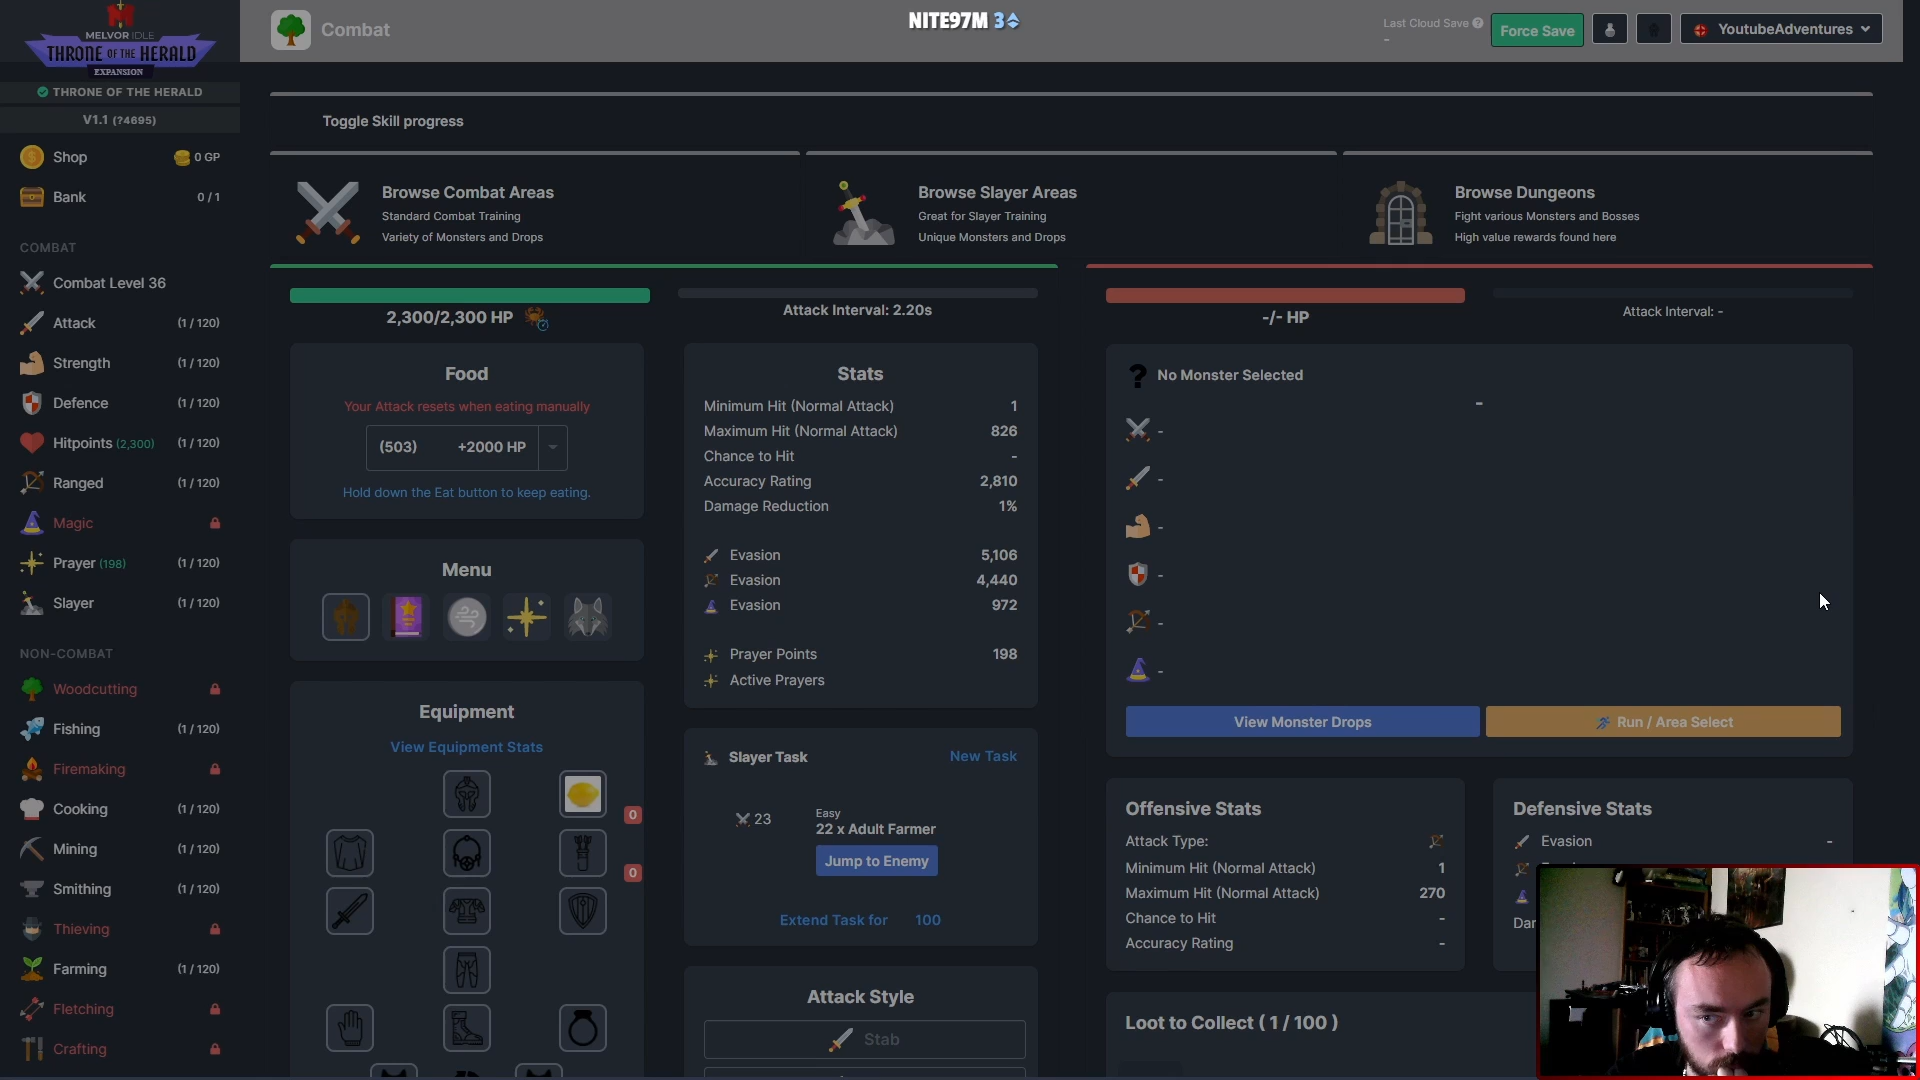 MELVOR IDLE
THRONE OF THE HERALD
EXPANSION
THRONE OF THE HERALD
V1.1 (?4695)
Shop
0 GP
Bank
0 / 1
COMBAT
Combat Level 36
Attack
(1 / 120)
Strength
(1 / 120)
Defence
(1 / 120)
Hitpoints (2,300)
(1 / 120)
Ranged
(1 / 120)
Magic
Prayer (198)
(1 / 120)
Slayer
(1 / 120)
NON-COMBAT
Woodcutting
Fishing
(1 / 120)
Firemaking
Cooking
(1 / 120)
Mining
(1 / 120)
Smithing
(1 / 120)
Thieving
Farming
(1 / 120)
Fletching
Crafting
Combat
NITE97M 3
Last Cloud Save
-
Force Save
YoutubeAdventures
Toggle Skill progress
Browse Combat Areas
Standard Combat Training
Variety of Monsters and Drops
Browse Slayer Areas
Great for Slayer Training
Unique Monsters and Drops
Browse Dungeons
Fight various Monsters and Bosses
High value rewards found here
2,300/2,300 HP
Food
Your Attack resets when eating manually
(503) +2000 HP
Hold down the Eat button to keep eating.
Menu
Equipment
View Equipment Stats
0
0
Attack Interval: 2.20s
Stats
Minimum Hit (Normal Attack) 1
Maximum Hit (Normal Attack) 826
Chance to Hit -
Accuracy Rating 2,810
Damage Reduction 1%
Evasion 5,106
Evasion 4,440
Evasion 972
Prayer Points 198
Active Prayers
Slayer Task
New Task
23
Easy
22 x Adult Farmer
Jump to Enemy
Extend Task for 100
Attack Style
Stab
-/- HP
Attack Interval: -
No Monster Selected
-
-
-
-
-
-
-
View Monster Drops
Run / Area Select
Offensive Stats
Attack Type:
Minimum Hit (Normal Attack) 1
Maximum Hit (Normal Attack) 270
Chance to Hit -
Accuracy Rating -
Defensive Stats
Evasion -
Loot to Collect ( 1 / 100 )